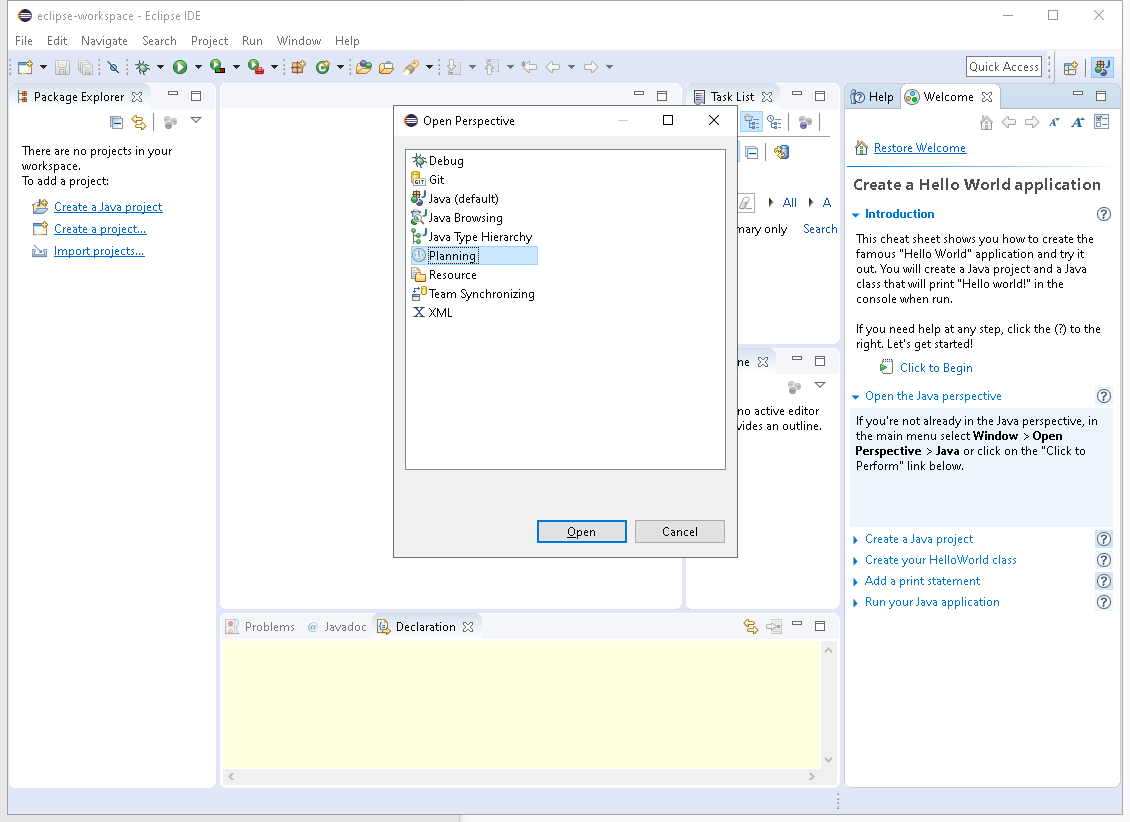 eclipse-workspace - Eclipse IDE
File Edit Navigate Search Project Run Window Help
Quick Access
Package Explorer
There are no projects in your
workspace.
To add a project:
Create a Java project
Create a project...
Import projects...
Task List
All A
mary only Search
ne
no active editor
vides an outline.
Open Perspective
Debug
GIT Git
Java (default)
Java Browsing
Java Type Hierarchy
Planning
Resource
Team Synchronizing
X XML
Open Cancel
Problems @ Javadoc Declaration
Help Welcome
A A
Restore Welcome
Create a Hello World application
Introduction ?
This cheat sheet shows you how to create the
famous "Hello World" application and try it
out. You will create a Java project and a Java
class that will print "Hello world!" in the
console when run.
If you need help at any step, click the (?) to the
right. Let's get started!
Click to Begin
Open the Java perspective ?
If you're not already in the Java perspective, in
the main menu select Window > Open
Perspective > Java or click on the "Click to
Perform" link below.
Create a Java project ?
Create your HelloWorld class ?
Add a print statement ?
Run your Java application ?